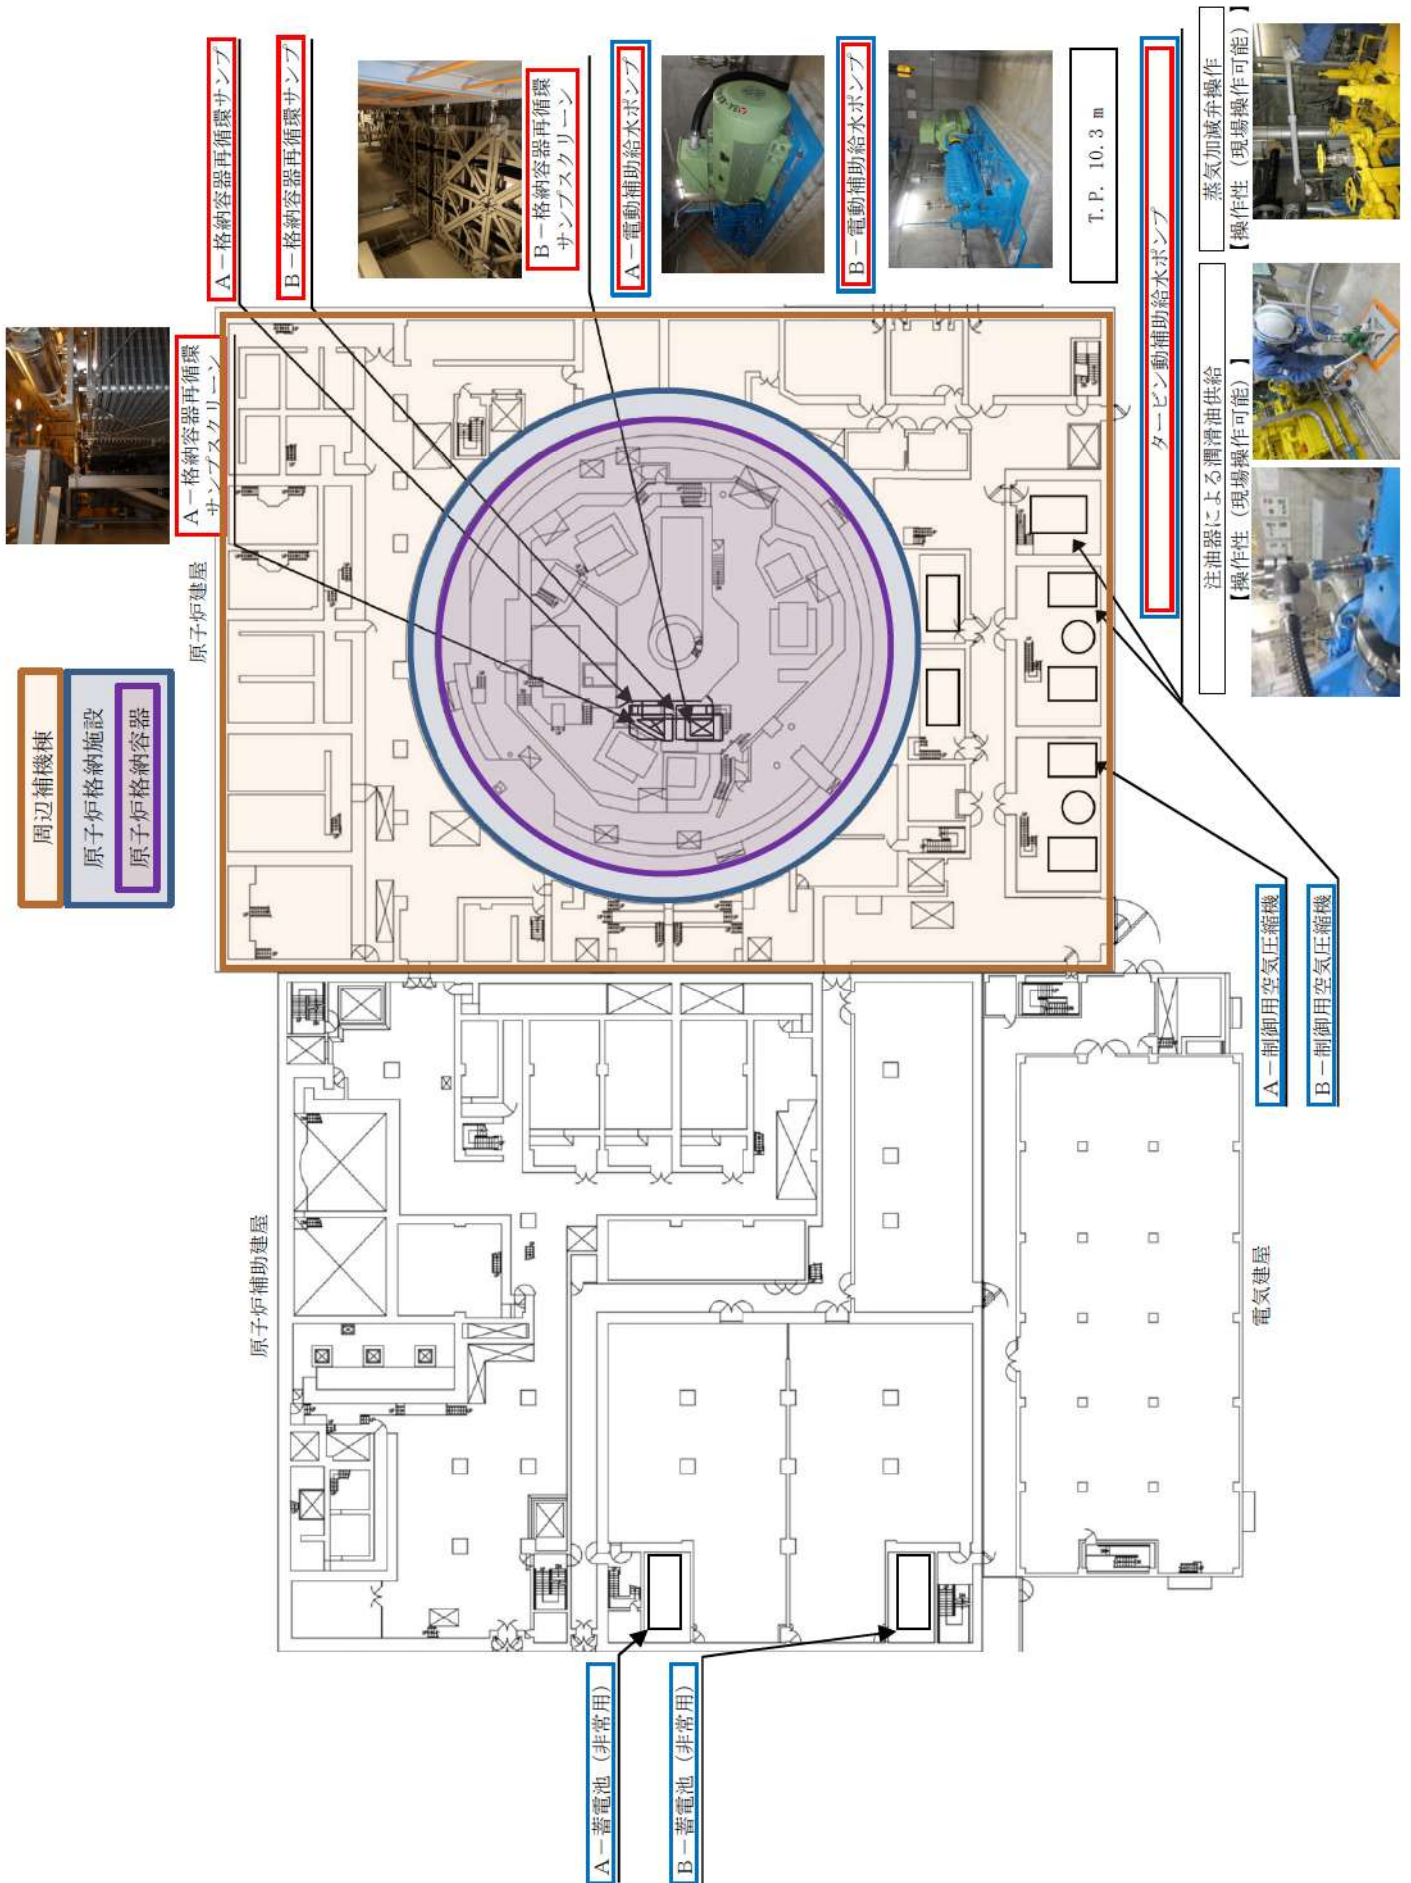 周辺補機棟
原子炉格納施設
原子炉格納容器
原子炉建屋
A－格納容器再循環
サンプスクリーン
A－格納容器再循環サンプ
B－格納容器再循環サンプ
B－格納容器再循環
サンプスクリーン
A－電動補助給水ポンプ
B－電動補助給水ポンプ
T.P. 10.3 m
タービン動補助給水ポンプ
蒸気加減弁操作
【操作性（現場操作可能）】
注油器による潤滑油供給
【操作性（現場操作可能）】
A－制御用空気圧縮機
B－制御用空気圧縮機
原子炉補助建屋
電気建屋
A－蓄電池（非常用）
B－蓄電池（非常用）